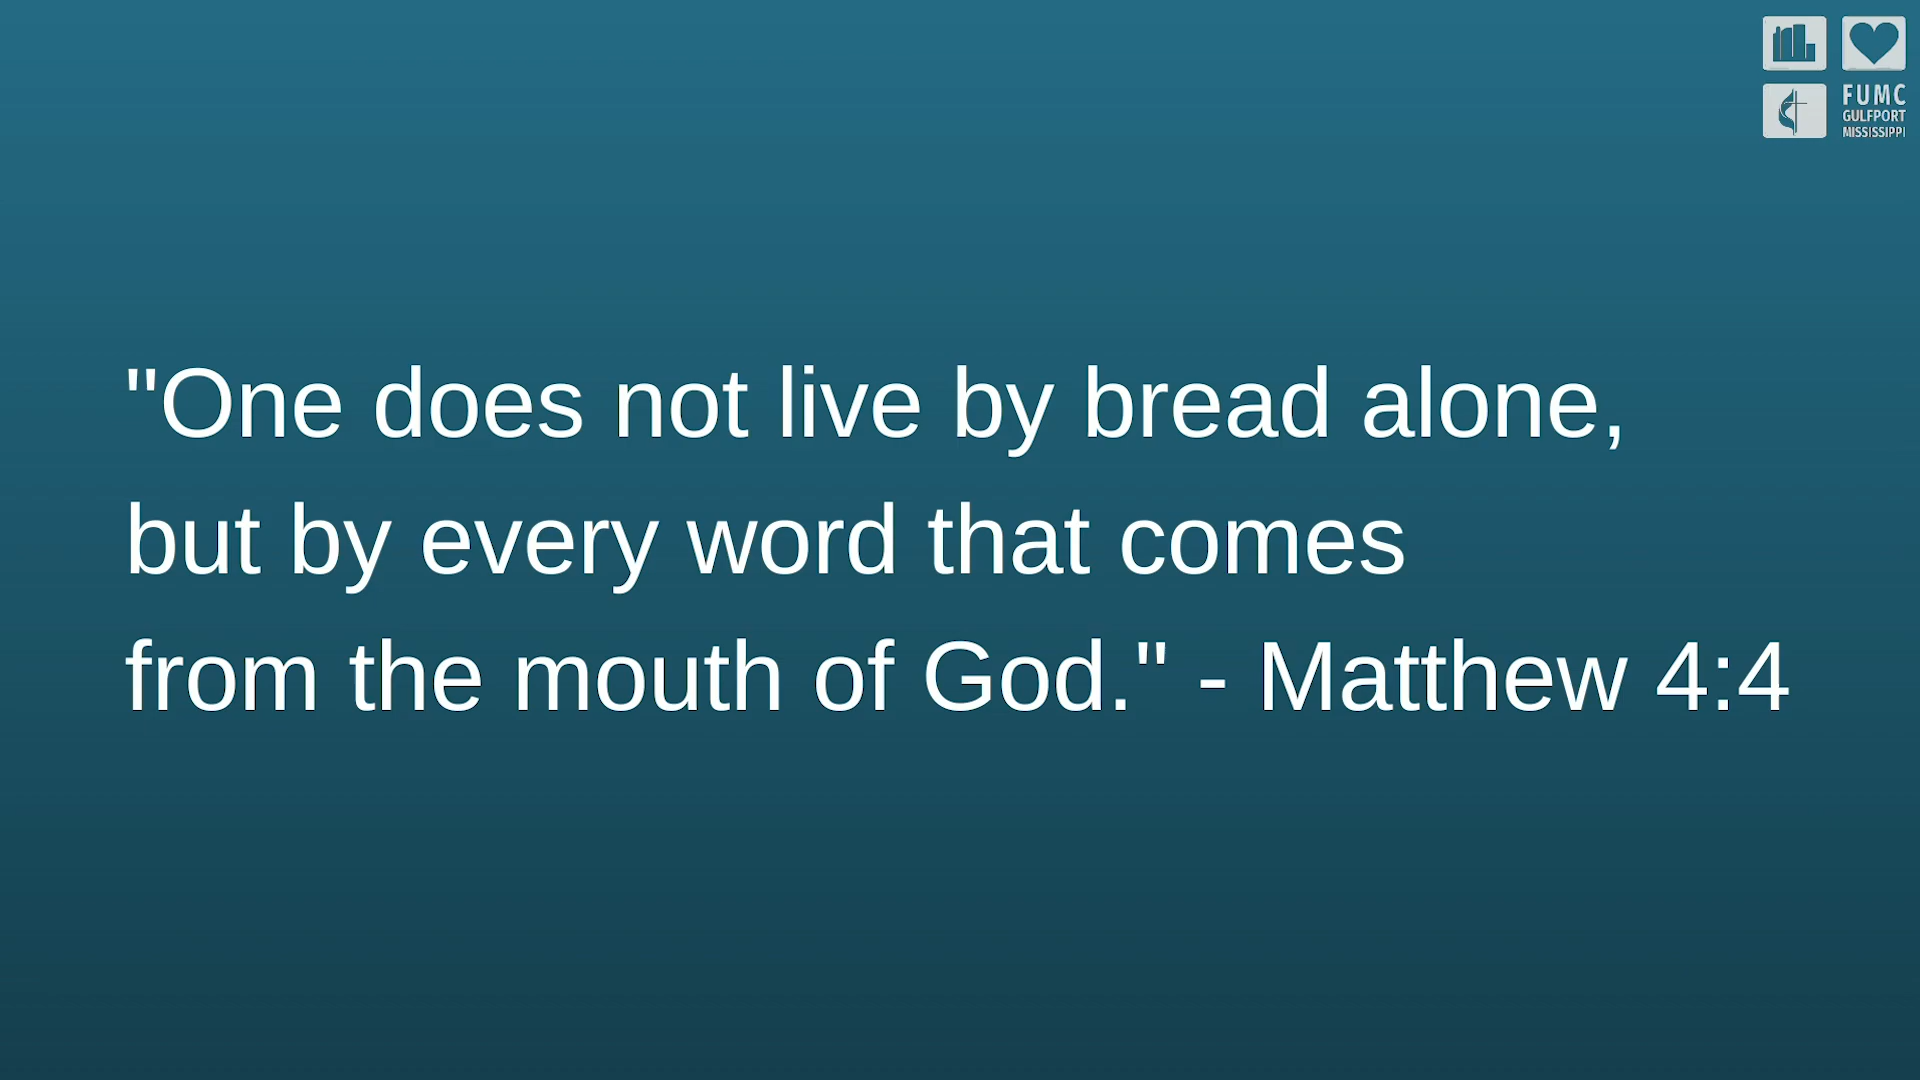 FUMC
GULFPORT
MISSISSIPPI
"One does not live by bread alone,
but by every word that comes
from the mouth of God." - Matthew 4:4